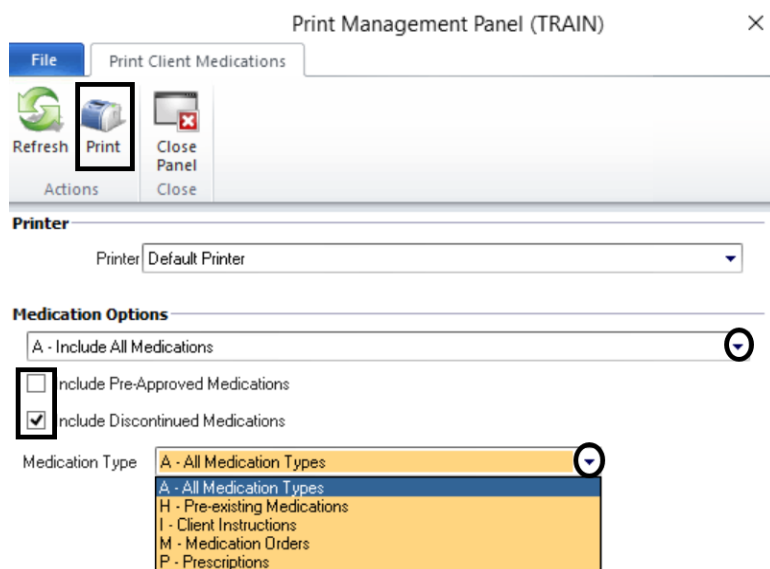 Print Management Panel (TRAIN)
File Print Client Medications
Refresh Print Close Panel
Actions Close
Printer
Printer Default Printer
Medication Options
A - Include All Medications
nclude Pre-Approved Medications
nclude Discontinued Medications
Medication Type A - All Medication Types
A - All Medication Types
H - Pre-existing Medications
I - Client Instructions
M - Medication Orders
P - Prescriptions